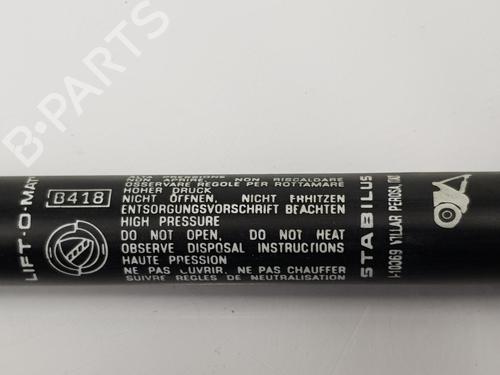 LIFT-O-MAT
B418
ALTA PRESSIONE
NON APRIRE, NON RISCALDARE
OSSERVARE REGOLE PER ROTTAMARE
HOHER DRUCK
NICHT ÖFFNEN, NICHT ERHITZEN
ENTSORGUNGSVORSCHRIFT BEACHTEN
HIGH PRESSURE
DO NOT OPEN, DO NOT HEAT
OBSERVE DISPOSAL INSTRUCTIONS
HAUTE PRESSION
NE PAS OUVRIR, NE PAS CHAUFFER
SUIVRE REGLES DE NEUTRALISATION
STABILUS
I-10069 VILLAR PEROSA (TO)
B-PARTS